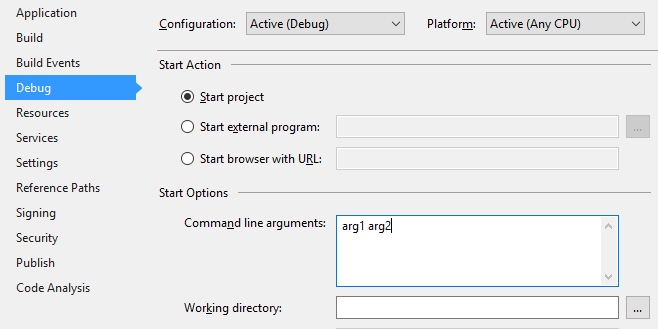 Application
Build
Build Events
Debug
Resources
Services
Settings
Reference Paths
Signing
Security
Publish
Code Analysis
Configuration: Active (Debug) Platform: Active (Any CPU)
Start Action
Start project
Start external program: ...
Start browser with URL:
Start Options
Command line arguments: arg1 arg2
Working directory: ...